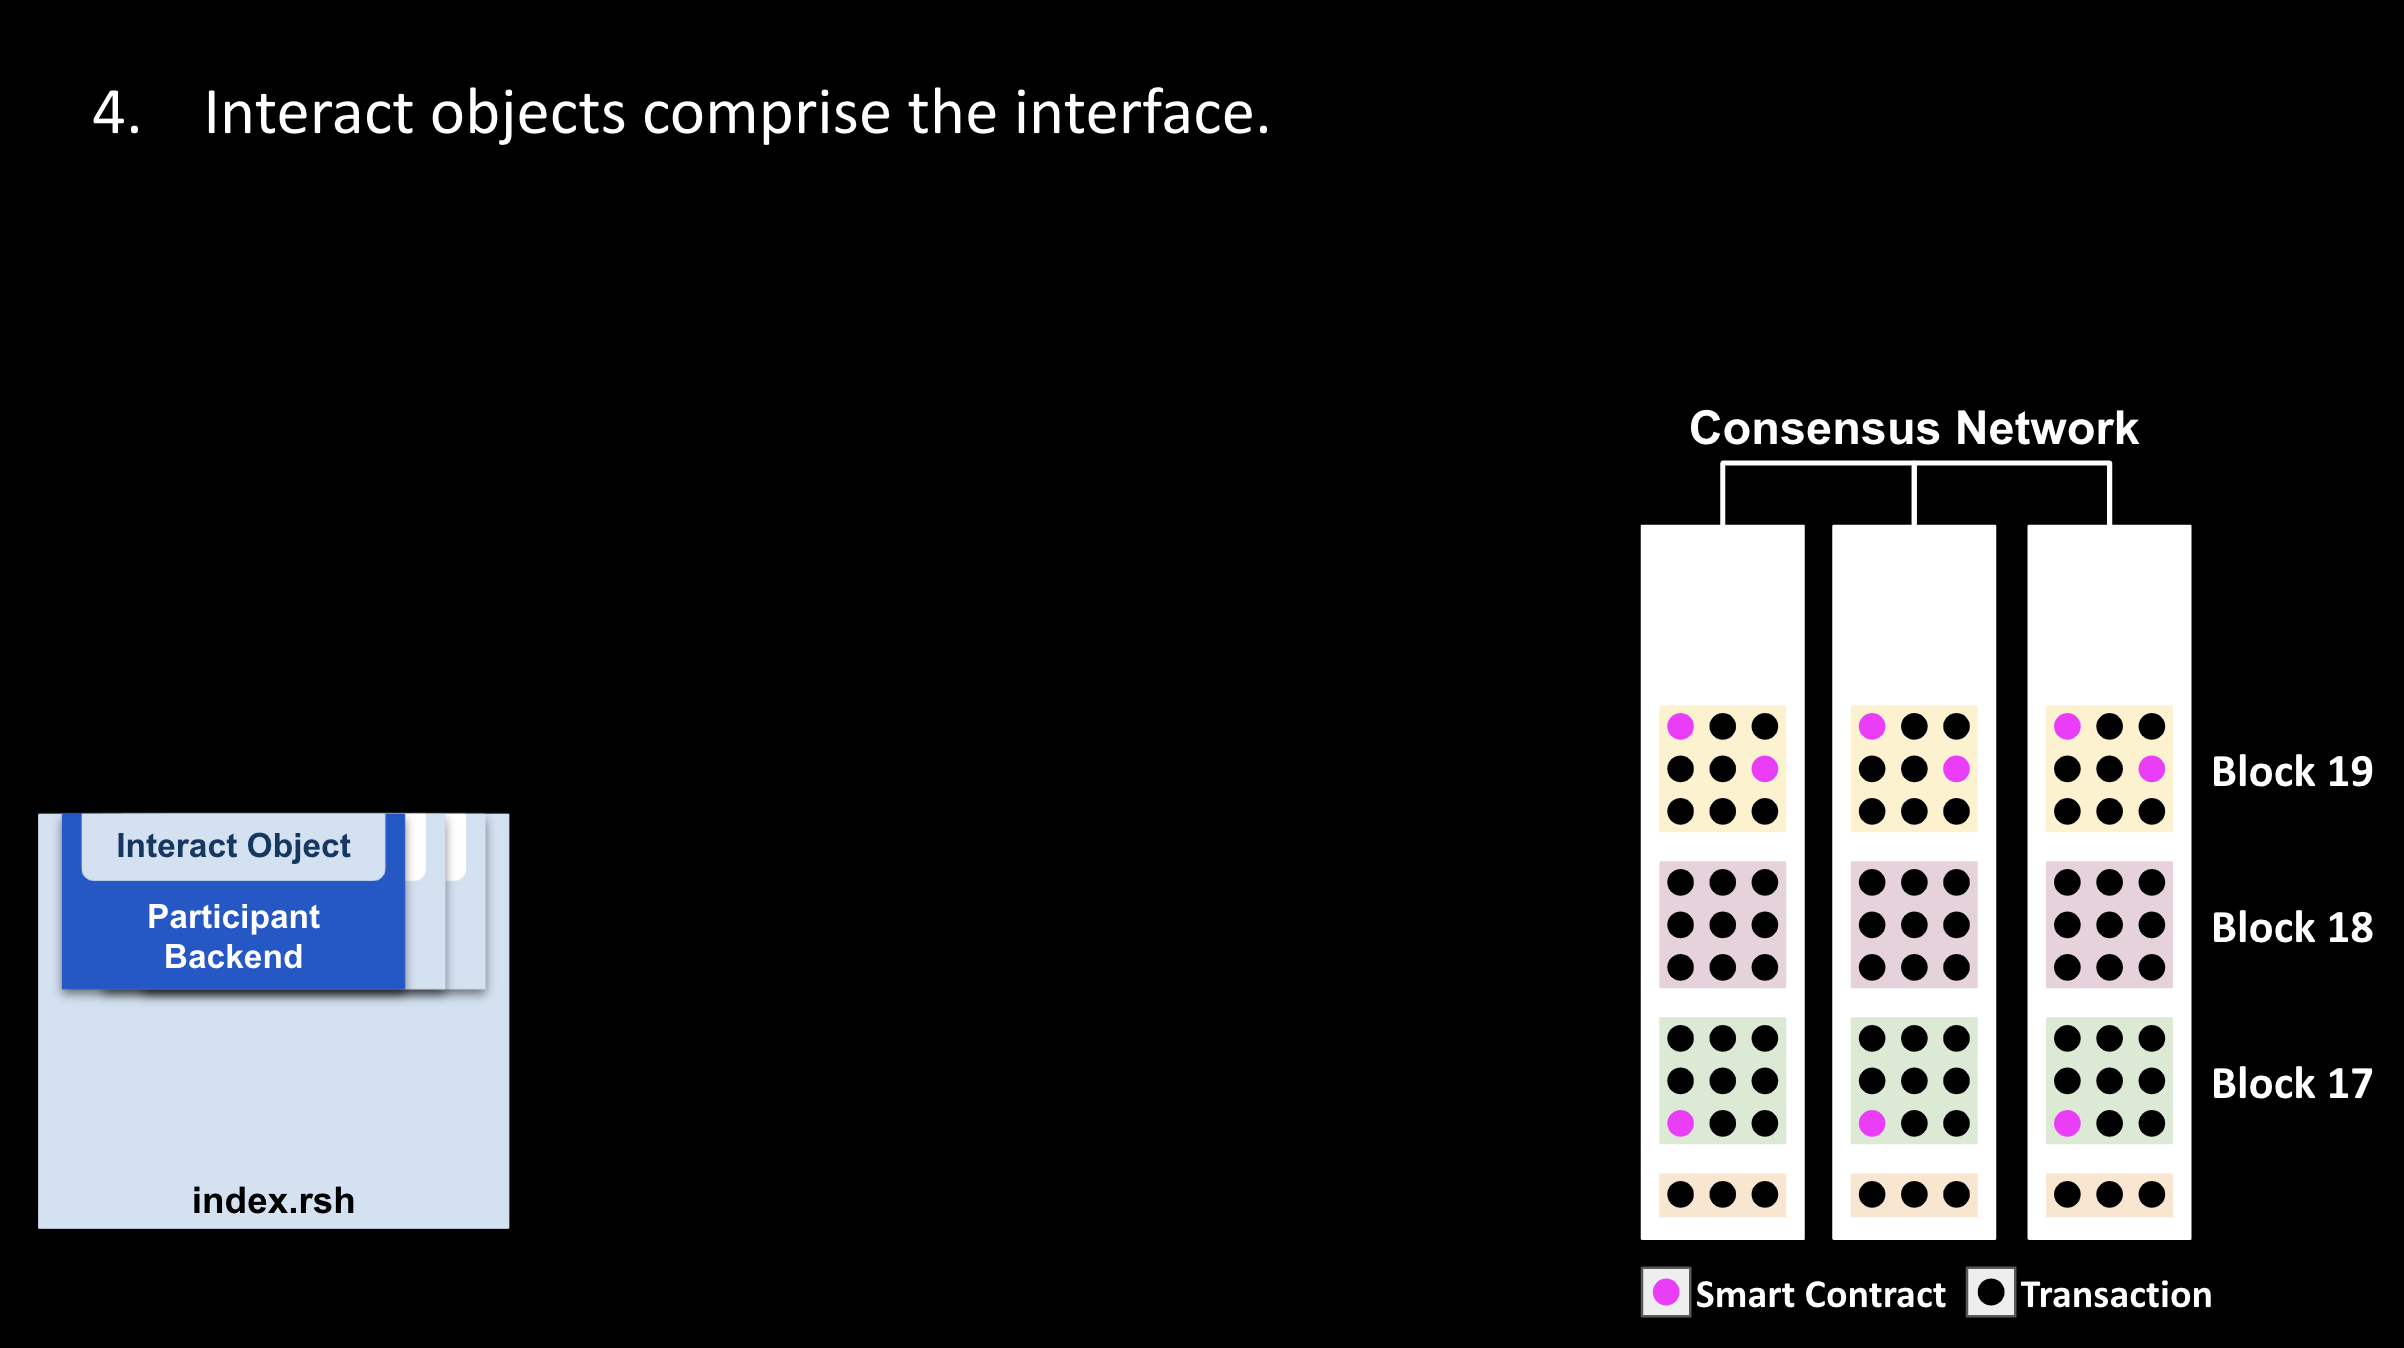 4. Interact objects comprise the interface.
Consensus Network
Block 19
Interact Object
Participant
Backend
Block 18
Block 17
index.rsh
Smart Contract
Transaction